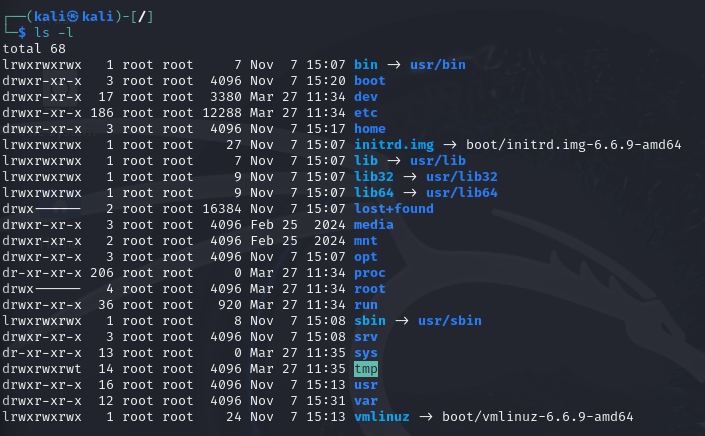 ┌──(kali㉿kali)-[/]
└─$ ls -l
total 68
lrwxrwxrwx   1 root root     7 Nov  7 15:07 bin -> usr/bin
drwxr-xr-x   3 root root  4096 Nov  7 15:20 boot
drwxr-xr-x  17 root root  3380 Mar 27 11:34 dev
drwxr-xr-x 186 root root 12288 Mar 27 11:34 etc
drwxr-xr-x   3 root root  4096 Nov  7 15:17 home
lrwxrwxrwx   1 root root    27 Nov  7 15:07 initrd.img -> boot/initrd.img-6.6.9-amd64
lrwxrwxrwx   1 root root     7 Nov  7 15:07 lib -> usr/lib
lrwxrwxrwx   1 root root     9 Nov  7 15:07 lib32 -> usr/lib32
lrwxrwxrwx   1 root root     9 Nov  7 15:07 lib64 -> usr/lib64
drwx------   2 root root 16384 Nov  7 15:07 lost+found
drwxr-xr-x   3 root root  4096 Feb 25  2024 media
drwxr-xr-x   2 root root  4096 Feb 25  2024 mnt
drwxr-xr-x   3 root root  4096 Nov  7 15:07 opt
dr-xr-xr-x 206 root root     0 Mar 27 11:34 proc
drwx------   4 root root  4096 Mar 27 11:34 root
drwxr-xr-x  36 root root   920 Mar 27 11:34 run
lrwxrwxrwx   1 root root     8 Nov  7 15:08 sbin -> usr/sbin
drwxr-xr-x   3 root root  4096 Nov  7 15:08 srv
dr-xr-xr-x  13 root root     0 Mar 27 11:35 sys
drwxrwxrwt  14 root root  4096 Mar 27 11:35 tmp
drwxr-xr-x  16 root root  4096 Nov  7 15:13 usr
drwxr-xr-x  12 root root  4096 Nov  7 15:31 var
lrwxrwxrwx   1 root root    24 Nov  7 15:13 vmlinuz -> boot/vmlinuz-6.6.9-amd64